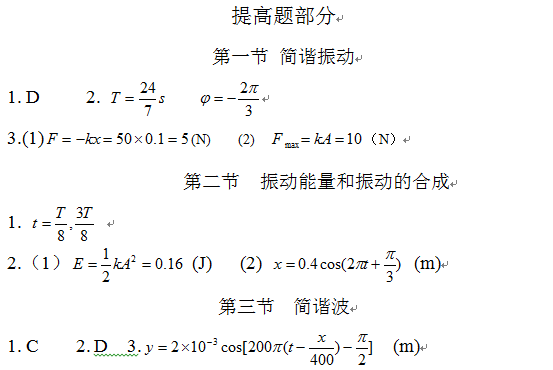 提高题部分
第一节 简谐振动
1. D 2. T = 24/7 s φ = −2π/3
3.(1) F = −kx = 50×0.1 = 5 (N) (2) F max = kA = 10 （N）
第二节 振动能量和振动的合成
1. t = T/8, 3T/8
2.（1） E = 1/2 kA² = 0.16 (J) (2) x = 0.4cos(2πt + π/3) (m)
第三节 简谐波
1. C 2. D 3. y = 2×10⁻³ cos[200π(t − x/400) − π/2] (m)